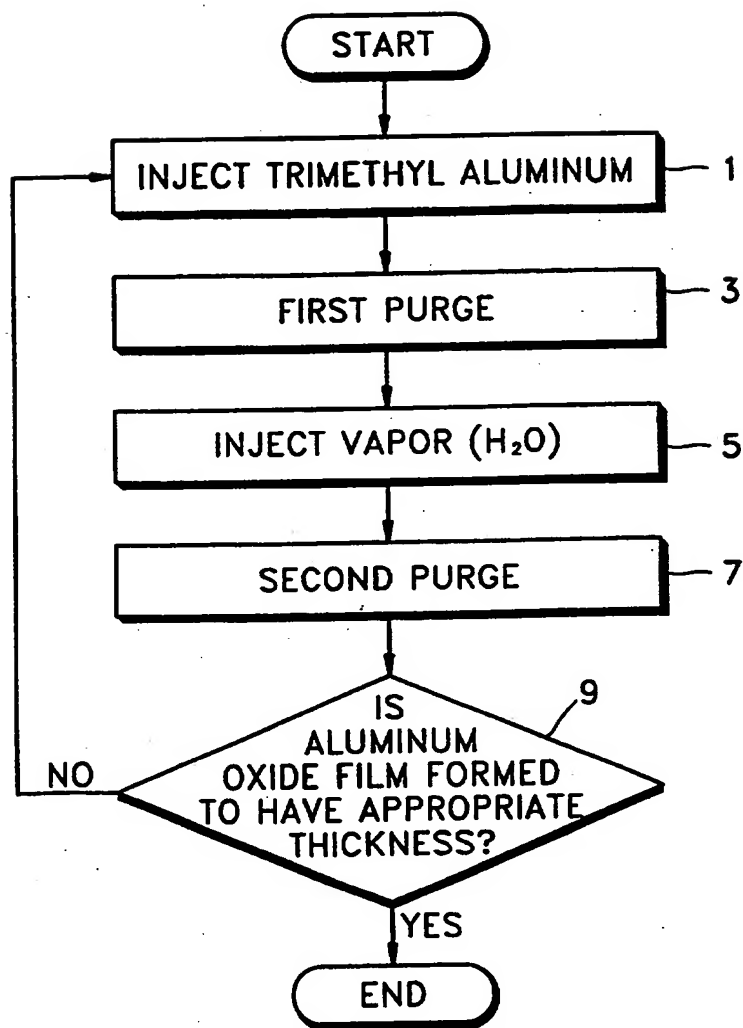 START
INJECT TRIMETHYL ALUMINUM
1
FIRST PURGE
3
INJECT VAPOR (H₂O)
5
SECOND PURGE
7
9
IS
ALUMINUM
OXIDE FILM FORMED
TO HAVE APPROPRIATE
THICKNESS?
NO
YES
END